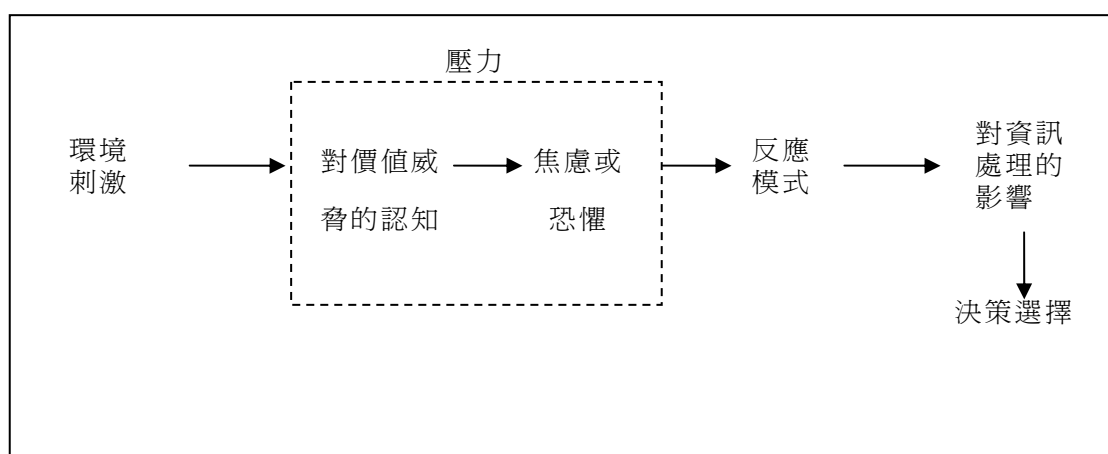 壓力
環境
刺激
對價值威
脅的認知
焦慮或
恐懼
反應
模式
對資訊
處理的
影響
決策選擇